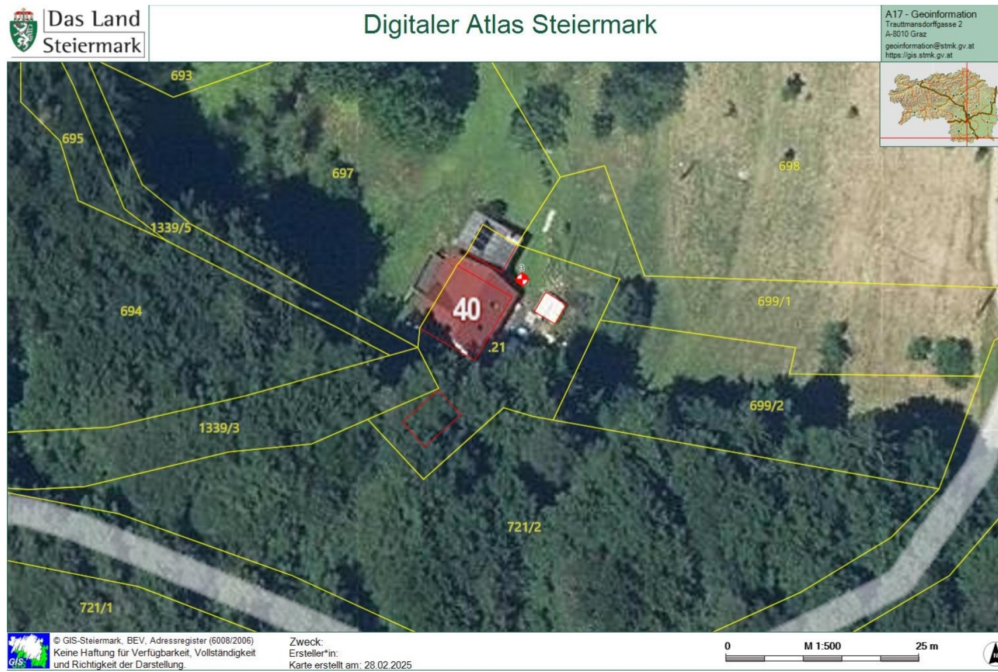 Das Land
Steiermark
Digitaler Atlas Steiermark
A17 - Geoinformation
Trauttmansdorffgasse 2
A-8010 Graz
geoinformation@stmk.gv.at
https://gis.stmk.gv.at
693
695
697
698
1339/5
694
699/1
40
.21
699/2
1339/3
721/2
721/1
GIS
© GIS-Steiermark, BEV, Adressregister (6008/2006)
Keine Haftung für Verfügbarkeit, Vollständigkeit
und Richtigkeit der Darstellung.
Zweck:
Ersteller*in:
Karte erstellt am: 28.02.2025
0 M 1:500 25 m